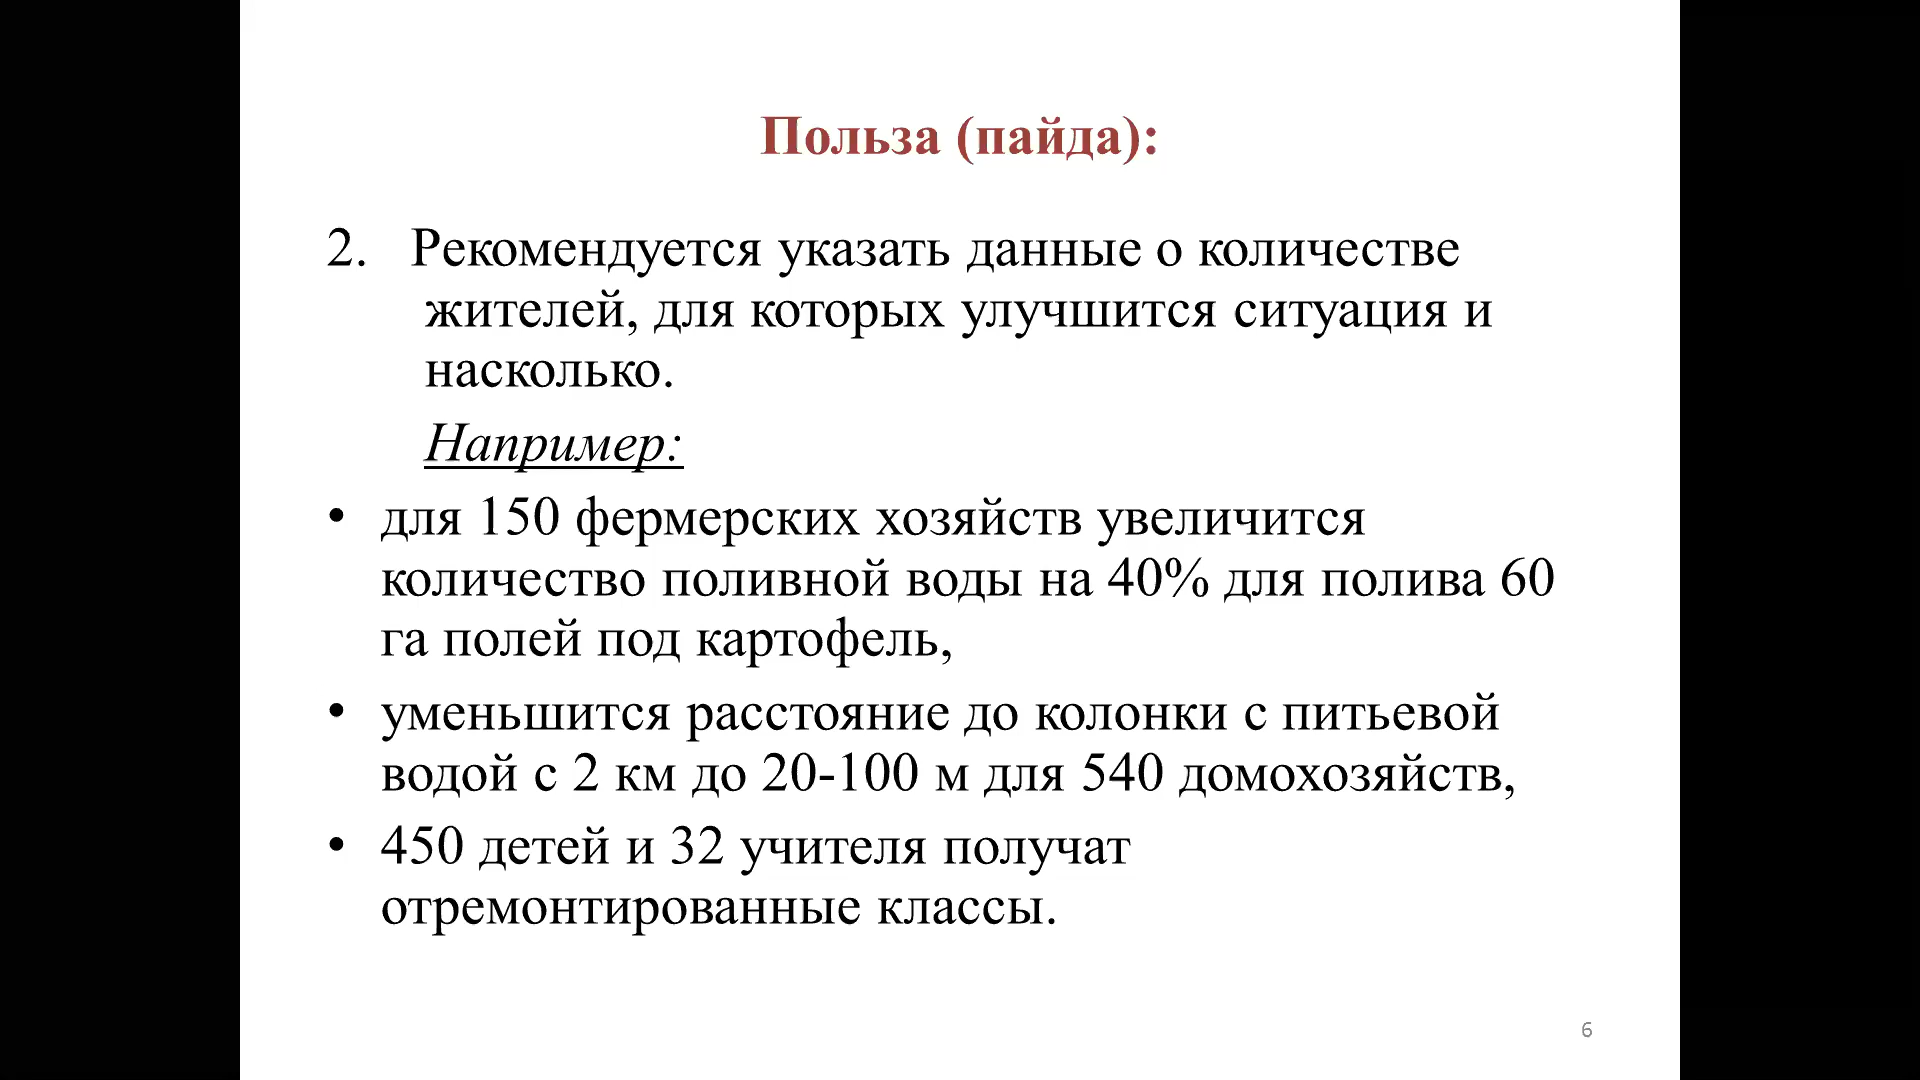 Польза (пайда):
2. Рекомендуется указать данные о количестве
жителей, для которых улучшится ситуация и
насколько.
Например:
• для 150 фермерских хозяйств увеличится
количество поливной воды на 40% для полива 60
га полей под картофель,
• уменьшится расстояние до колонки с питьевой
водой с 2 км до 20-100 м для 540 домохозяйств,
• 450 детей и 32 учителя получат
отремонтированные классы.
6